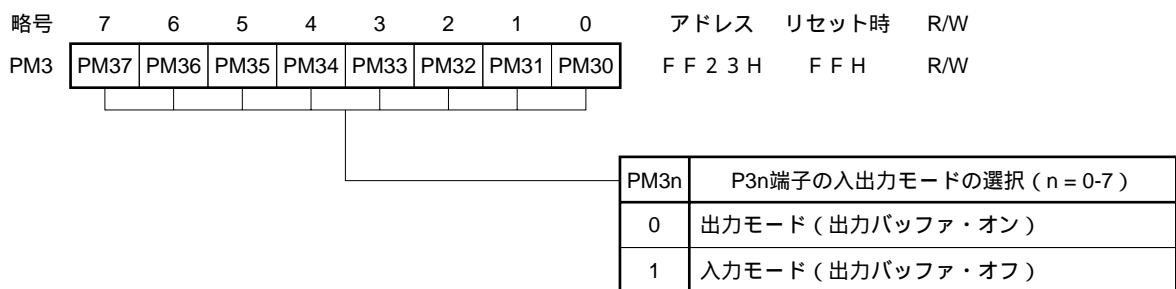 略号 7 6 5 4 3 2 1 0 アドレス リセット時 R/W
PM3 PM37 PM36 PM35 PM34 PM33 PM32 PM31 PM30 FF23H FFH R/W
PM3n P3n端子の入出力モードの選択(n = 0-7)
0 出力モード(出力バッファ・オン)
1 入力モード(出力バッファ・オフ)